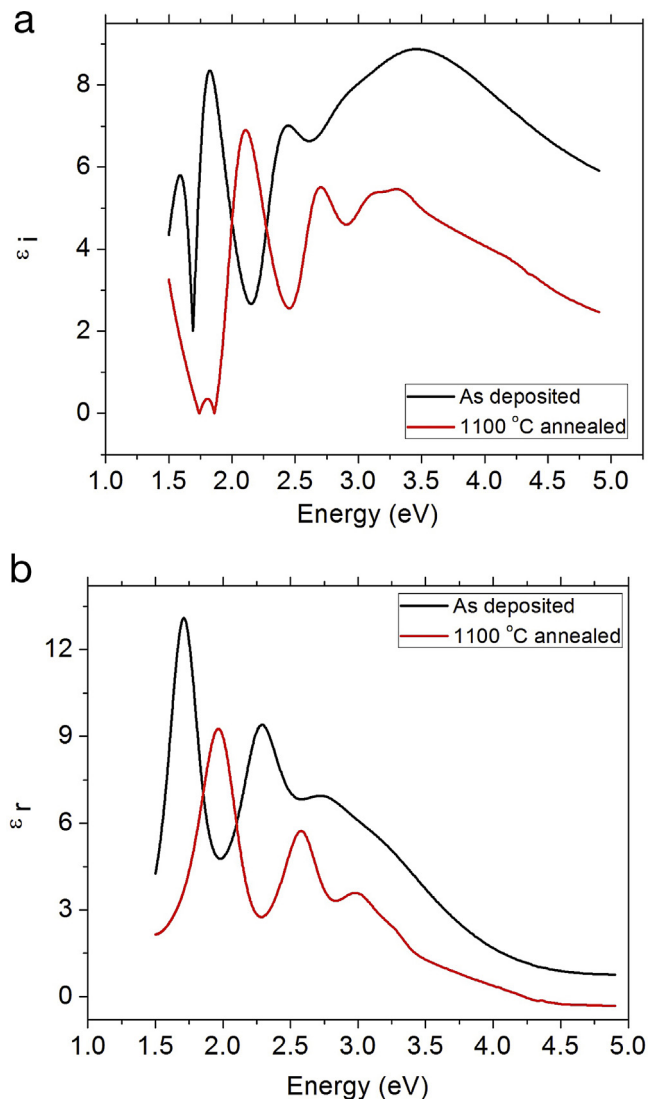 a
8
6
4
2
0
ε i
As deposited
1100 °C annealed
1.0 1.5 2.0 2.5 3.0 3.5 4.0 4.5 5.0
Energy (eV)
b
12
9
6
3
0
ε r
As deposited
1100 °C annealed
1.0 1.5 2.0 2.5 3.0 3.5 4.0 4.5 5.0
Energy (eV)